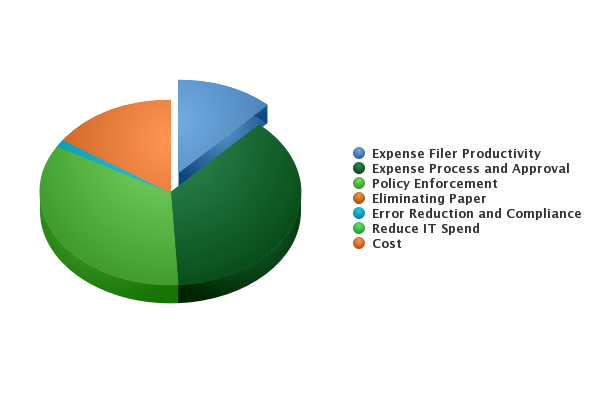 Expense Filer Productivity
Expense Process and Approval
Policy Enforcement
Eliminating Paper
Error Reduction and Compliance
Reduce IT Spend
Cost